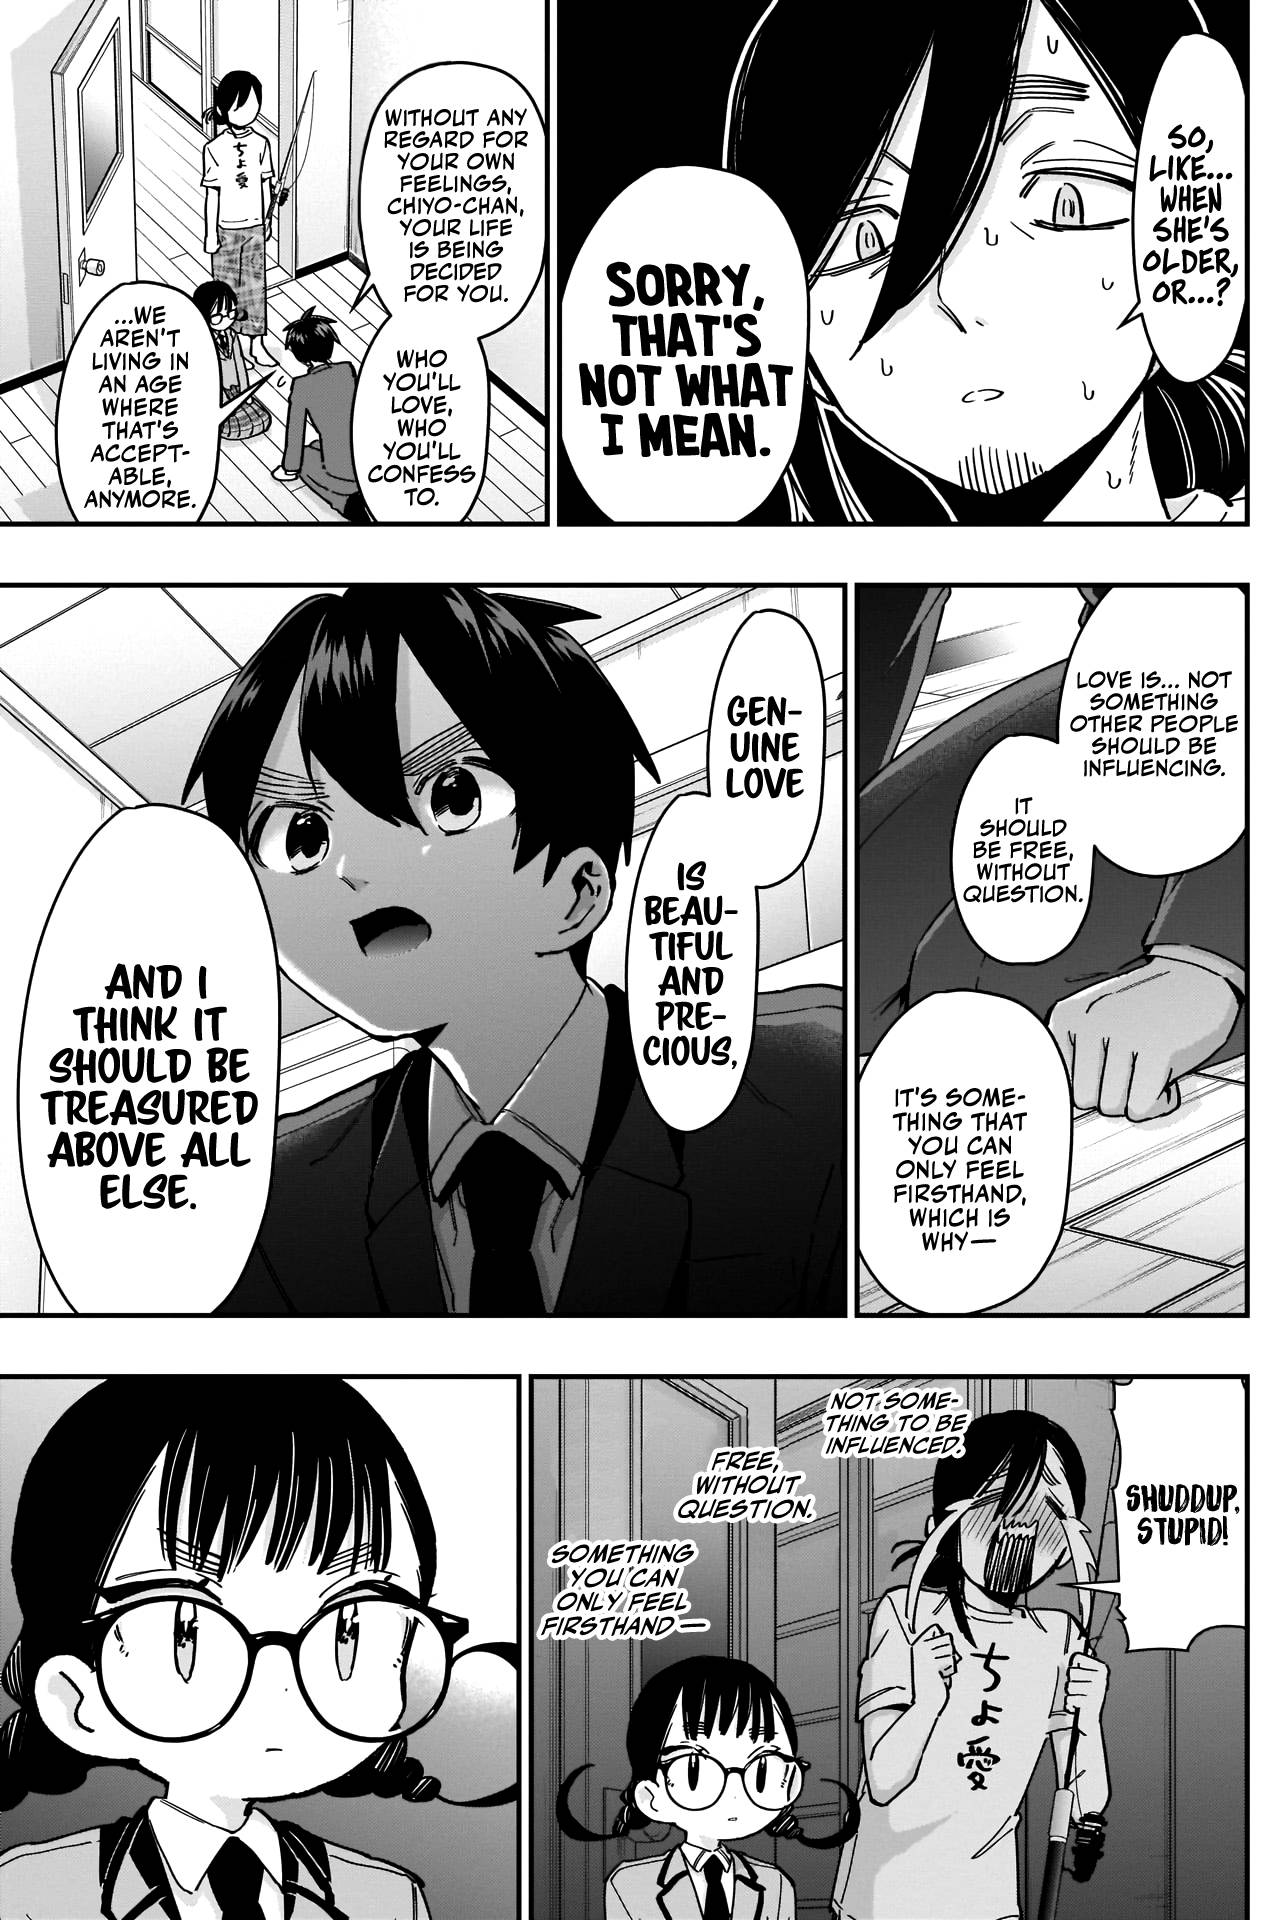 SO,
LIKE...
WHEN
SHE'S
OLDER,
OR...?
SORRY,
THAT'S
NOT WHAT
I MEAN.
WITHOUT ANY
REGARD FOR
YOUR OWN
FEELINGS,
CHIYO-CHAN,
YOUR LIFE
IS BEING
DECIDED
FOR YOU.
WHO
YOU'LL
LOVE,
WHO
YOU'LL
CONFESS
TO.
ちよ愛
...WE
AREN'T
LIVING IN
AN AGE
WHERE
THAT'S
ACCEPT-
ABLE,
ANYMORE.
LOVE IS... NOT
SOMETHING
OTHER PEOPLE
SHOULD BE
INFLUENCING.
IT
SHOULD
BE FREE,
WITHOUT
QUESTION.
IT'S SOME-
THING THAT
YOU CAN
ONLY FEEL
FIRSTHAND,
WHICH IS
WHY—
GEN-
UINE
LOVE
IS
BEAU-
TIFUL
AND
PRE-
CIOUS,
AND I
THINK IT
SHOULD BE
TREASURED
ABOVE ALL
ELSE.
SHUDDUP,
STUPID!
ちよ愛
NOT SOME-
THING TO BE
INFLUENCED.
FREE,
WITHOUT
QUESTION.
SOMETHING
YOU CAN
ONLY FEEL
FIRSTHAND—